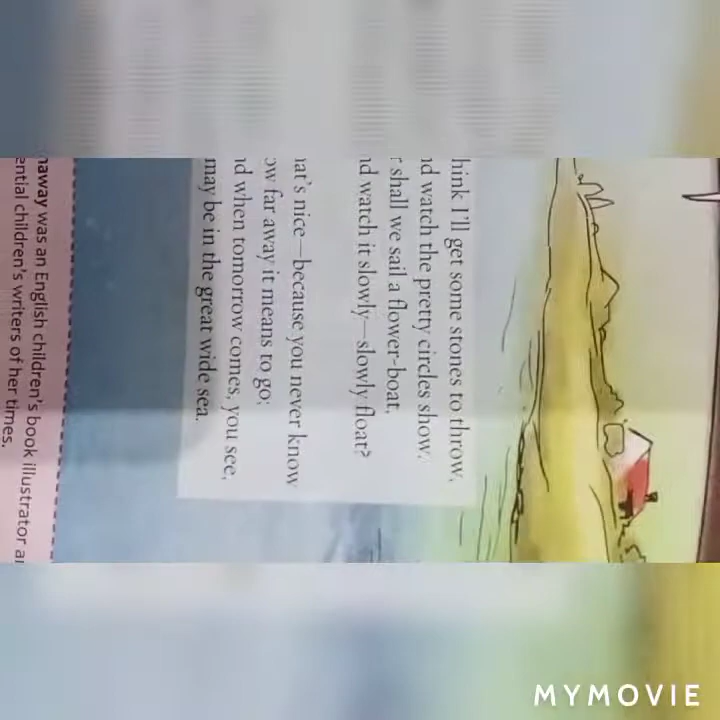 hink I'll get some stones to throw,
nd watch the pretty circles show.
r shall we sail a flower-boat,
nd watch it slowly—slowly float?
hat's nice—because you never know
ow far away it means to go;
nd when tomorrow comes, you see,
may be in the great wide sea.
naway was an English children's book illustrator a
ential children's writers of her times.
MYMOVIE